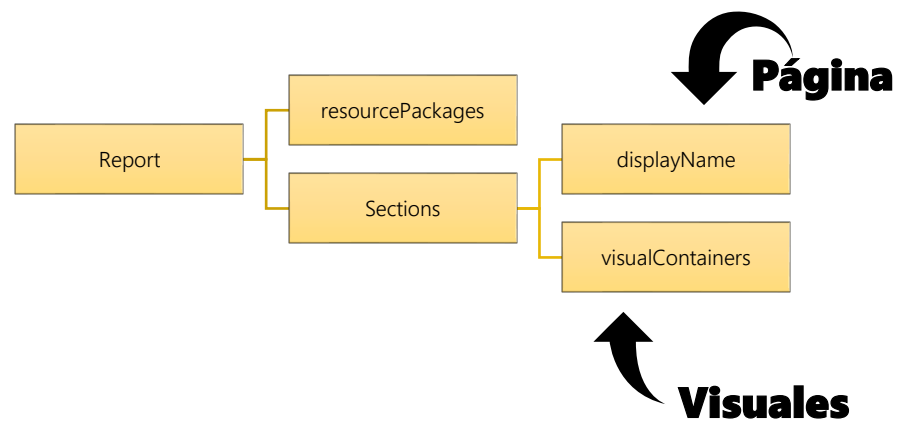 Página
resourcePackages
Report
displayName
Sections
visualContainers
Visuales